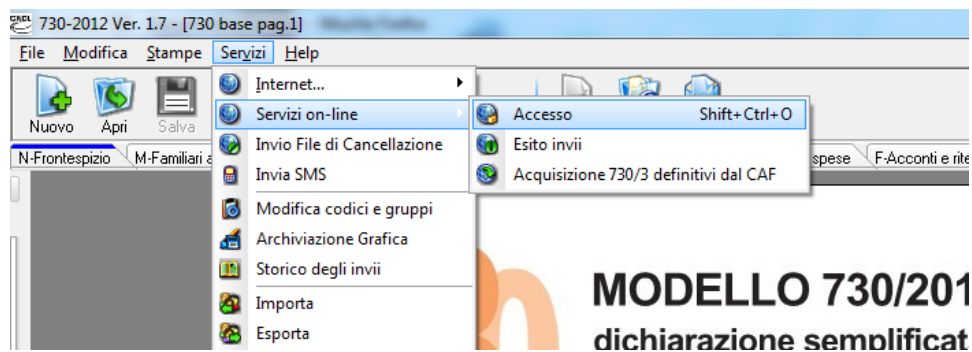 730-2012 Ver. 1.7 - [730 base pag.1]
File Modifica Stampe Servizi Help
Internet...
Servizi on-line
Accesso Shift+Ctrl+O
Nuovo Apri Salva
Invio File di Cancellazione
Esito invii
N-Frontespizio M-Familiari a
spese F-Acconti e rite
Invia SMS
Acquisizione 730/3 definitivi dal CAF
Modifica codici e gruppi
Archiviazione Grafica
Storico degli invii
Importa
Esporta
MODELLO 730/201
dichiarazione semplificat